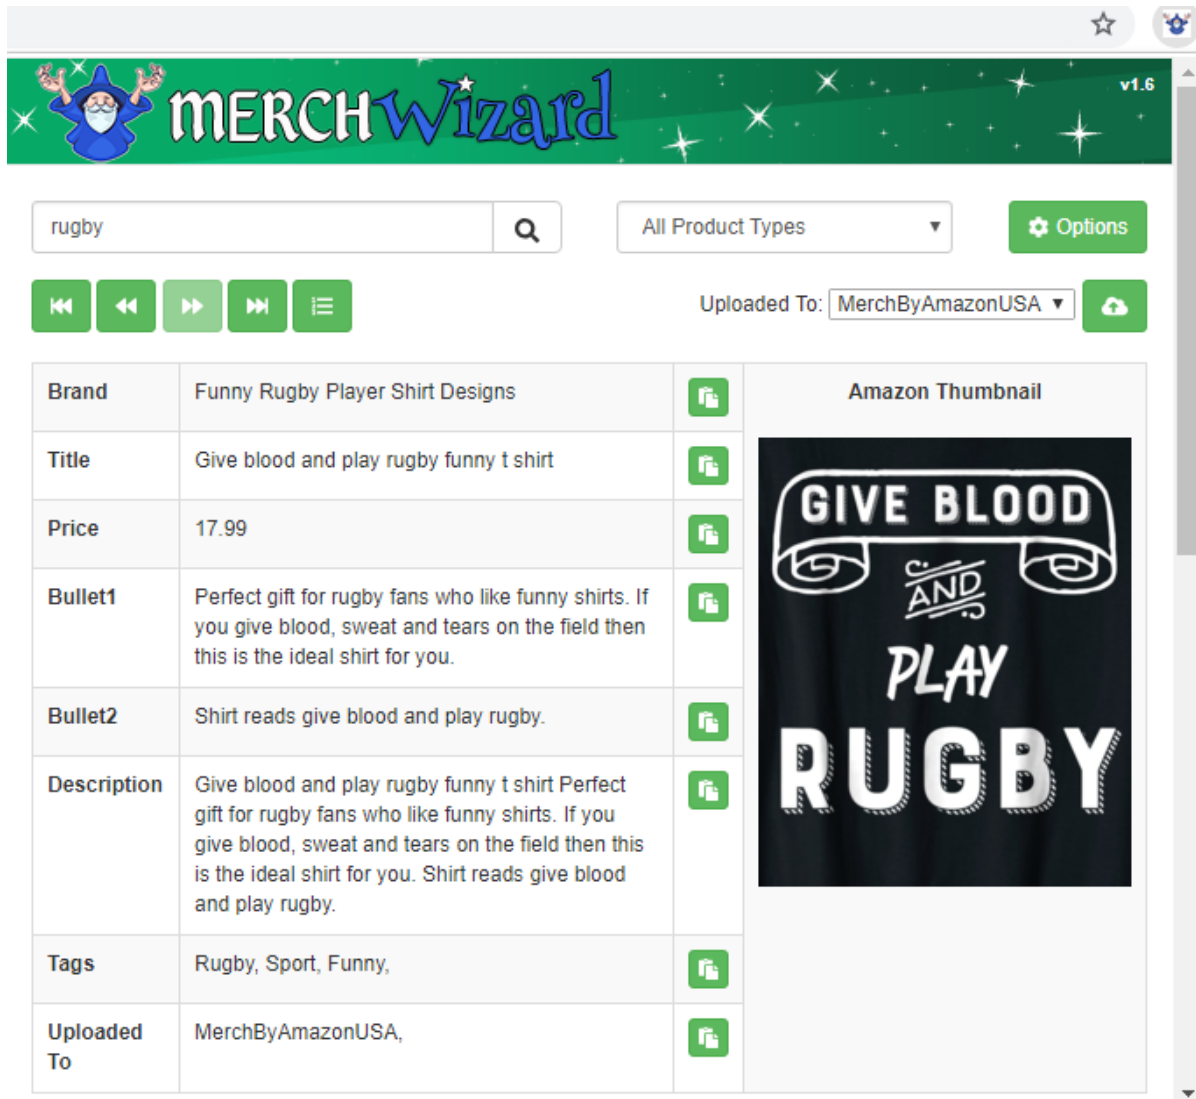 MERCHWizard
v1.6
rugby
All Product Types
Options
Uploaded To: MerchByAmazonUSA
Brand
Funny Rugby Player Shirt Designs
Title
Give blood and play rugby funny t shirt
Price
17.99
Bullet1
Perfect gift for rugby fans who like funny shirts. If
you give blood, sweat and tears on the field then
this is the ideal shirt for you.
Bullet2
Shirt reads give blood and play rugby.
Description
Give blood and play rugby funny t shirt Perfect
gift for rugby fans who like funny shirts. If you
give blood, sweat and tears on the field then this
is the ideal shirt for you. Shirt reads give blood
and play rugby.
Tags
Rugby, Sport, Funny,
Uploaded
To
MerchByAmazonUSA,
Amazon Thumbnail
GIVE BLOOD
AND
PLAY
RUGBY